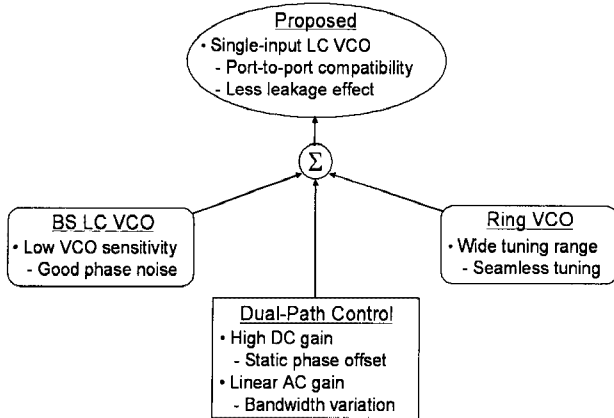 Proposed
• Single-input LC VCO
- Port-to-port compatibility
- Less leakage effect
Σ
BS LC VCO
• Low VCO sensitivity
- Good phase noise
Ring VCO
• Wide tuning range
- Seamless tuning
Dual-Path Control
• High DC gain
- Static phase offset
• Linear AC gain
- Bandwidth variation